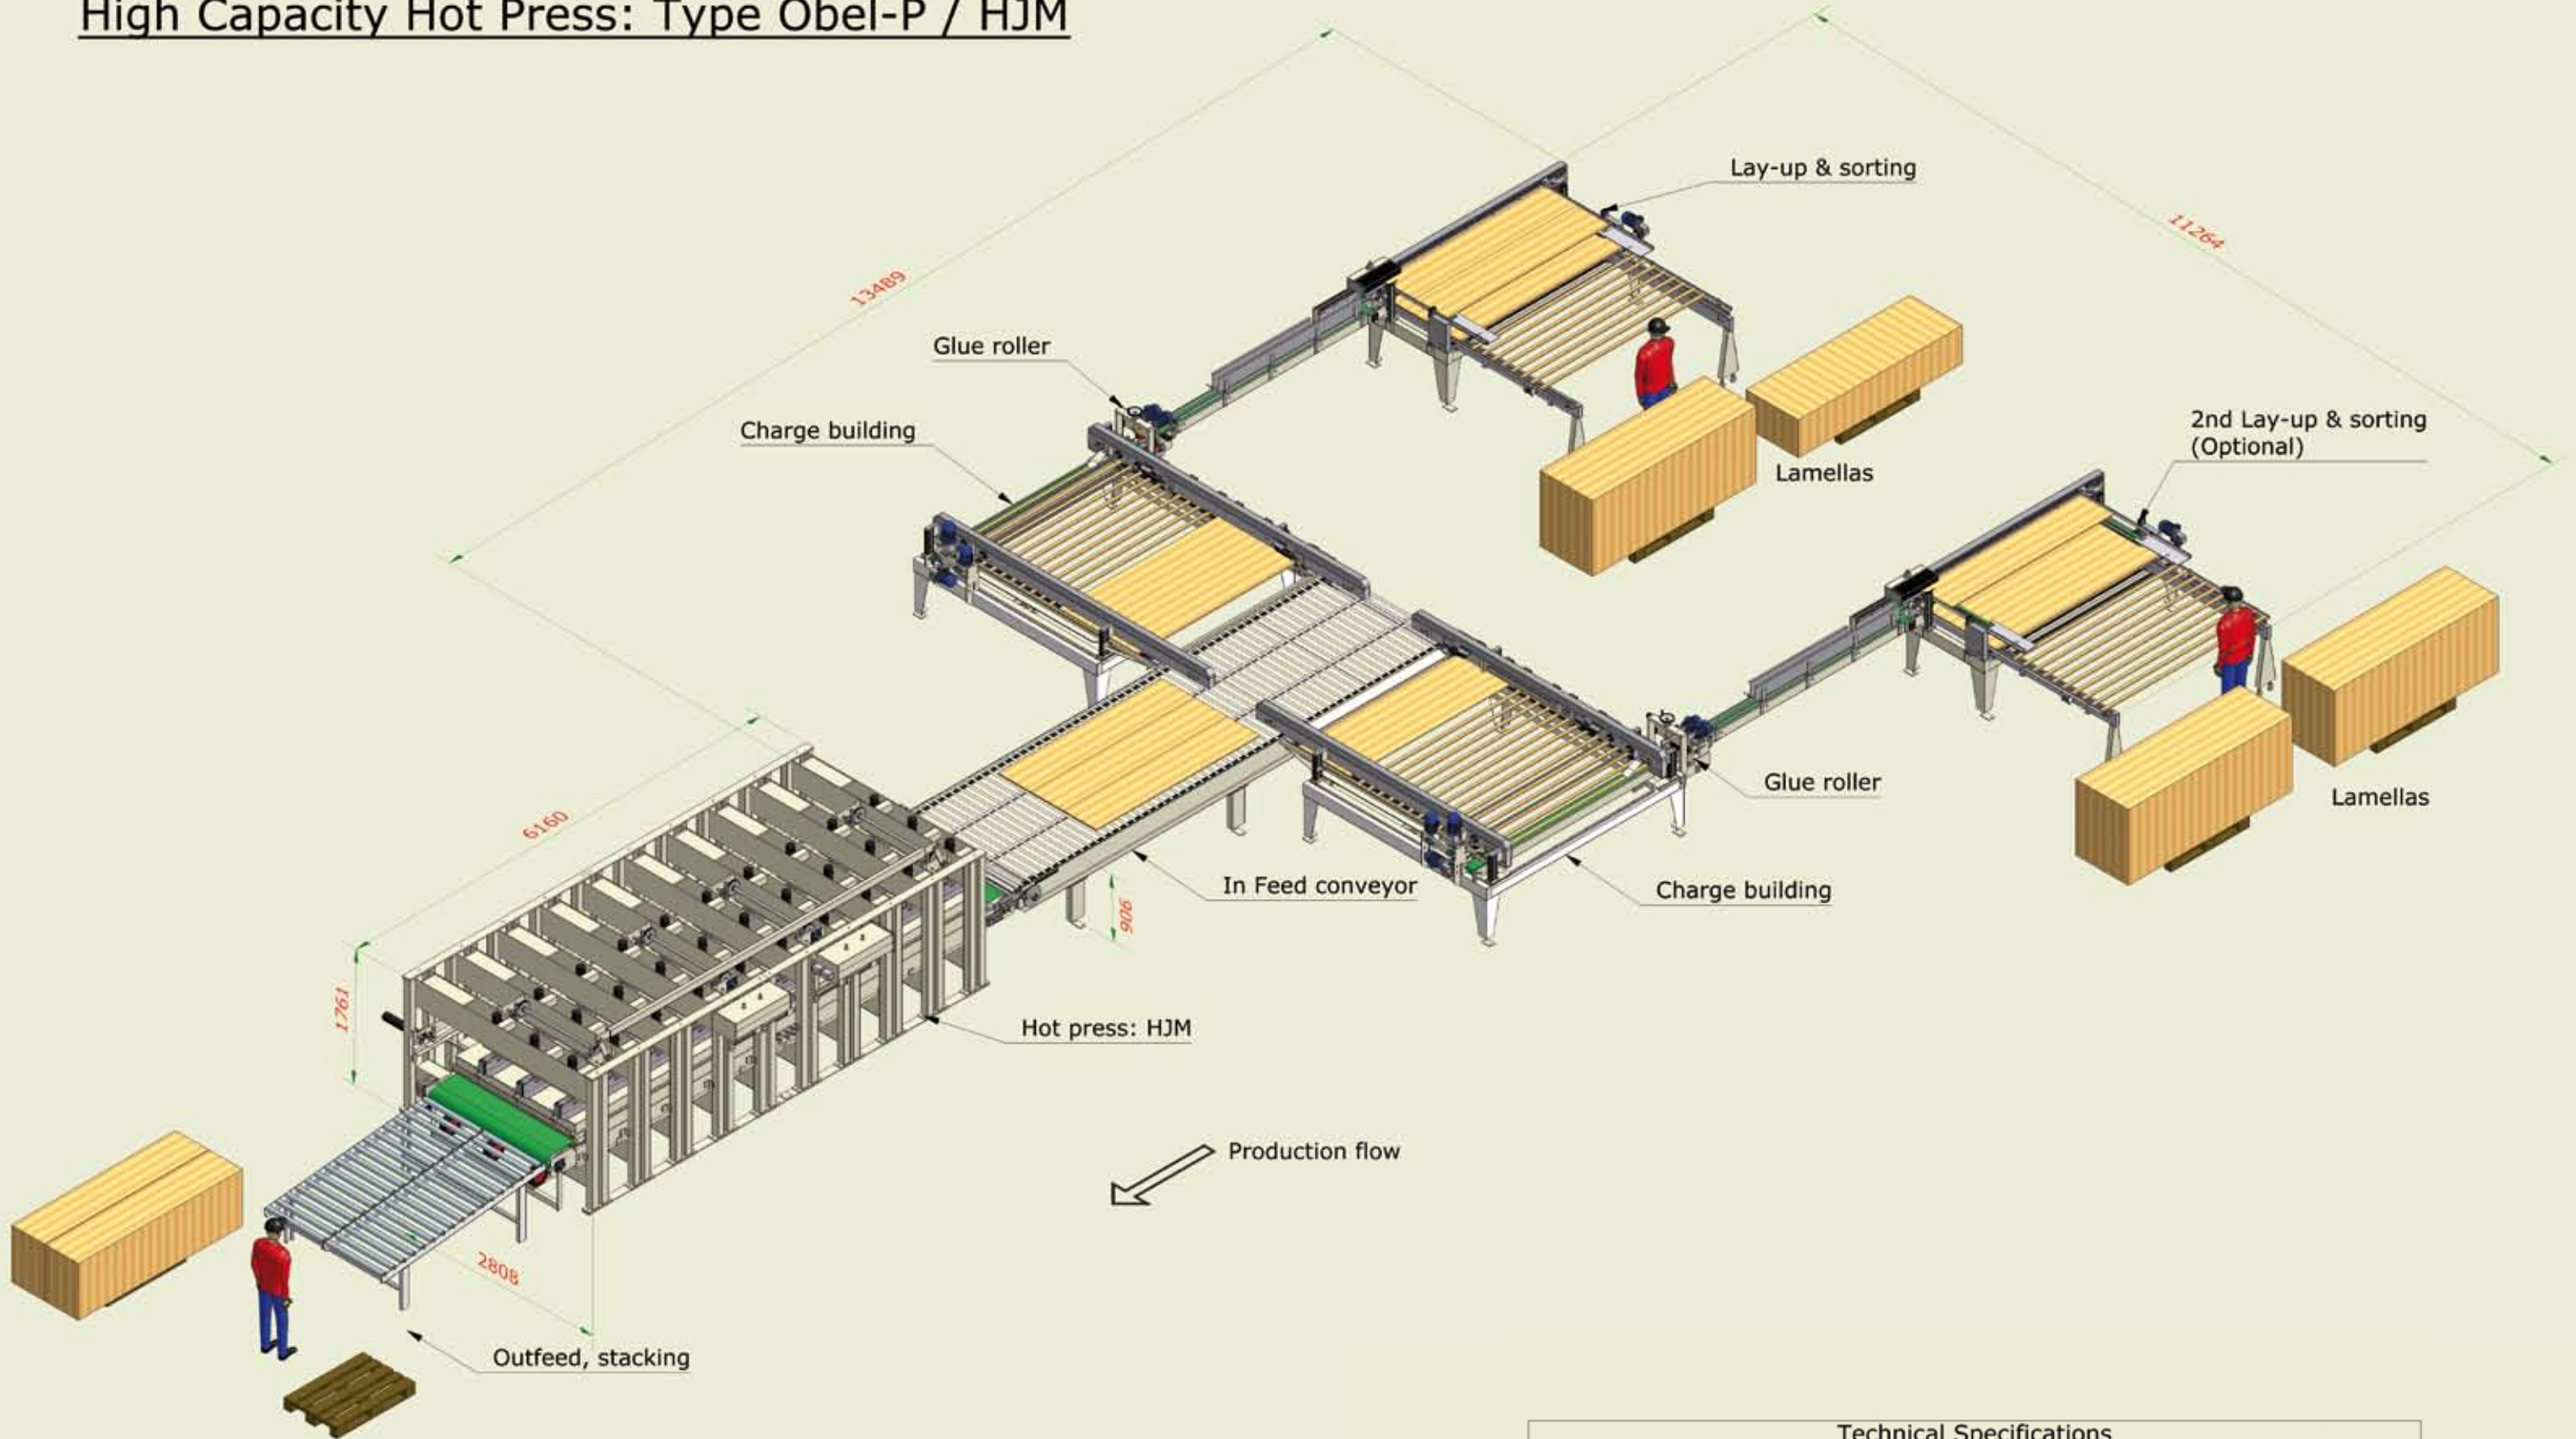 High Capacity Hot Press: Type Obel-P / HJM
Lay-up & sorting
11264
13489
Glue roller
Charge building
2nd Lay-up & sorting
(Optional)
Lamellas
Glue roller
Lamellas
6160
In Feed conveyor
Charge building
906
1761
Hot press: HJM
Production flow
2808
Outfeed, stacking
Technical Specifications